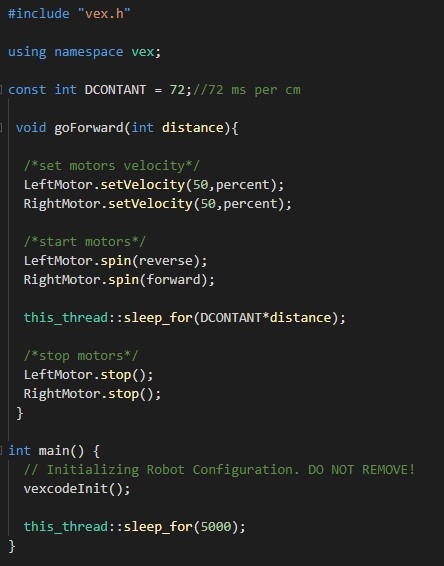 #include "vex.h"
using namespace vex;
const int DCONTANT = 72;//72 ms per cm
void goForward(int distance){
/*set motors velocity*/
LeftMotor.setVelocity(50,percent);
RightMotor.setVelocity(50,percent);
/*start motors*/
LeftMotor.spin(reverse);
RightMotor.spin(forward);
this_thread::sleep_for(DCONTANT*distance);
/*stop motors*/
LeftMotor.stop();
RightMotor.stop();
}
int main() {
// Initializing Robot Configuration. DO NOT REMOVE!
vexcodeInit();
this_thread::sleep_for(5000);
}